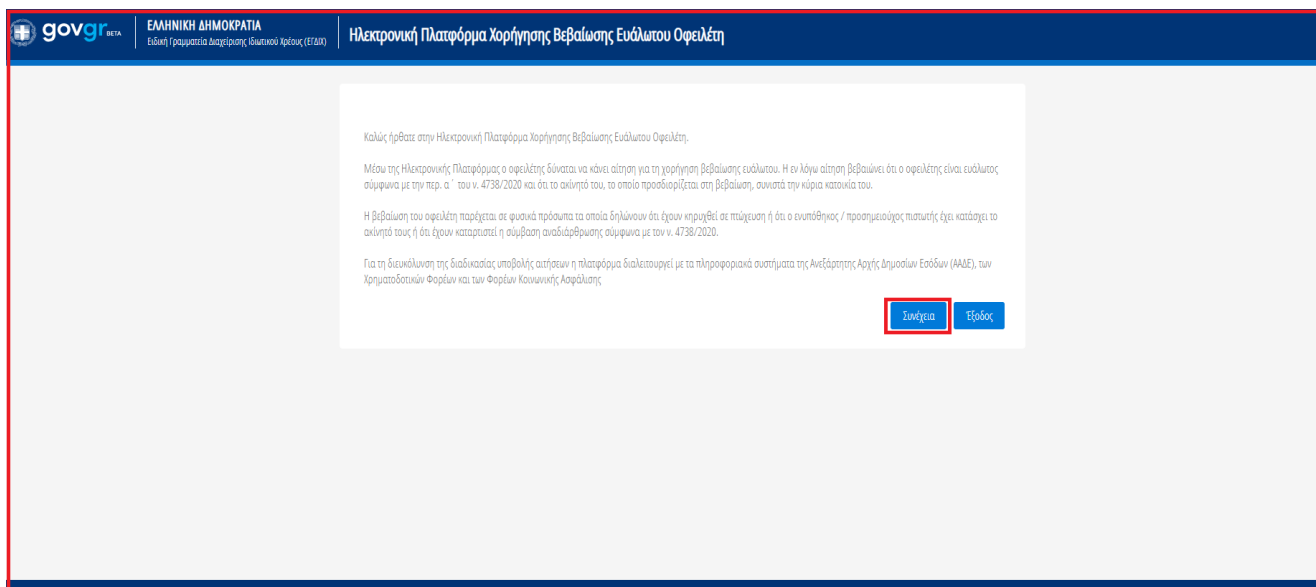 govgr BETA
ΕΛΛΗΝΙΚΗ ΔΗΜΟΚΡΑΤΙΑ
Ειδική Γραμματεία Διαχείρισης Ιδιωτικού Χρέους (ΕΓΔΙΧ)
Ηλεκτρονική Πλατφόρμα Χορήγησης Βεβαίωσης Ευάλωτου Οφειλέτη
Καλώς ήρθατε στην Ηλεκτρονική Πλατφόρμα Χορήγησης Βεβαίωσης Ευάλωτου Οφειλέτη.
Μέσω της Ηλεκτρονικής Πλατφόρμας ο οφειλέτης δύναται να κάνει αίτηση για τη χορήγηση βεβαίωσης ευάλωτου. Η εν λόγω αίτηση βεβαιώνει ότι ο οφειλέτης είναι ευάλωτος
σύμφωνα με την περ. α΄ του ν. 4738/2020 και ότι το ακίνητό του, το οποίο προσδιορίζεται στη βεβαίωση, συνιστά την κύρια κατοικία του.
Η βεβαίωση του οφειλέτη παρέχεται σε φυσικά πρόσωπα τα οποία δηλώνουν ότι έχουν κηρυχθεί σε πτώχευση ή ότι ο ενυπόθηκος / προσημειούχος πιστωτής έχει κατάσχει το
ακίνητό τους ή ότι έχουν καταρτιστεί η σύμβαση αναδιάρθρωσης σύμφωνα με τον ν. 4738/2020.
Για τη διευκόλυνση της διαδικασίας υποβολής αιτήσεων η πλατφόρμα διαλειτουργεί με τα πληροφοριακά συστήματα της Ανεξάρτητης Αρχής Δημοσίων Εσόδων (ΑΑΔΕ), των
Χρηματοδοτικών Φορέων και των Φορέων Κοινωνικής Ασφάλισης
Συνέχεια
Έξοδος